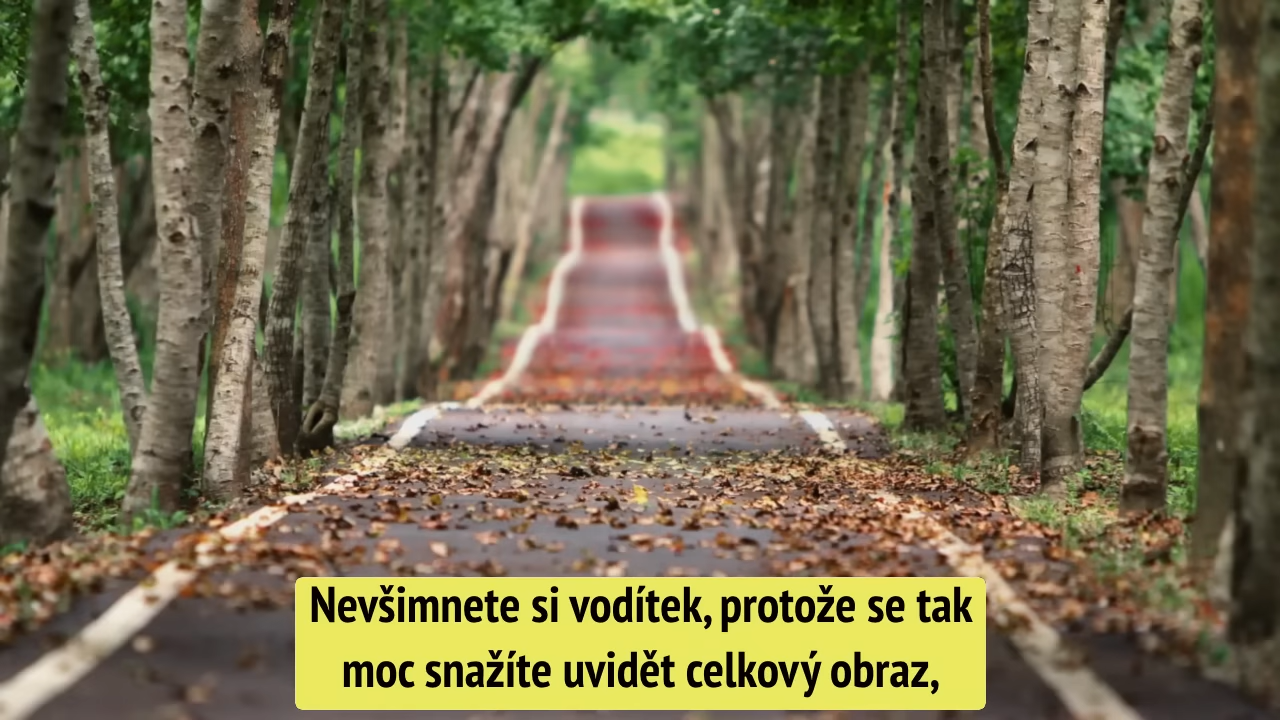 Nevšimnete si vodítek, protože se tak
moc snažíte uvidět celkový obraz,